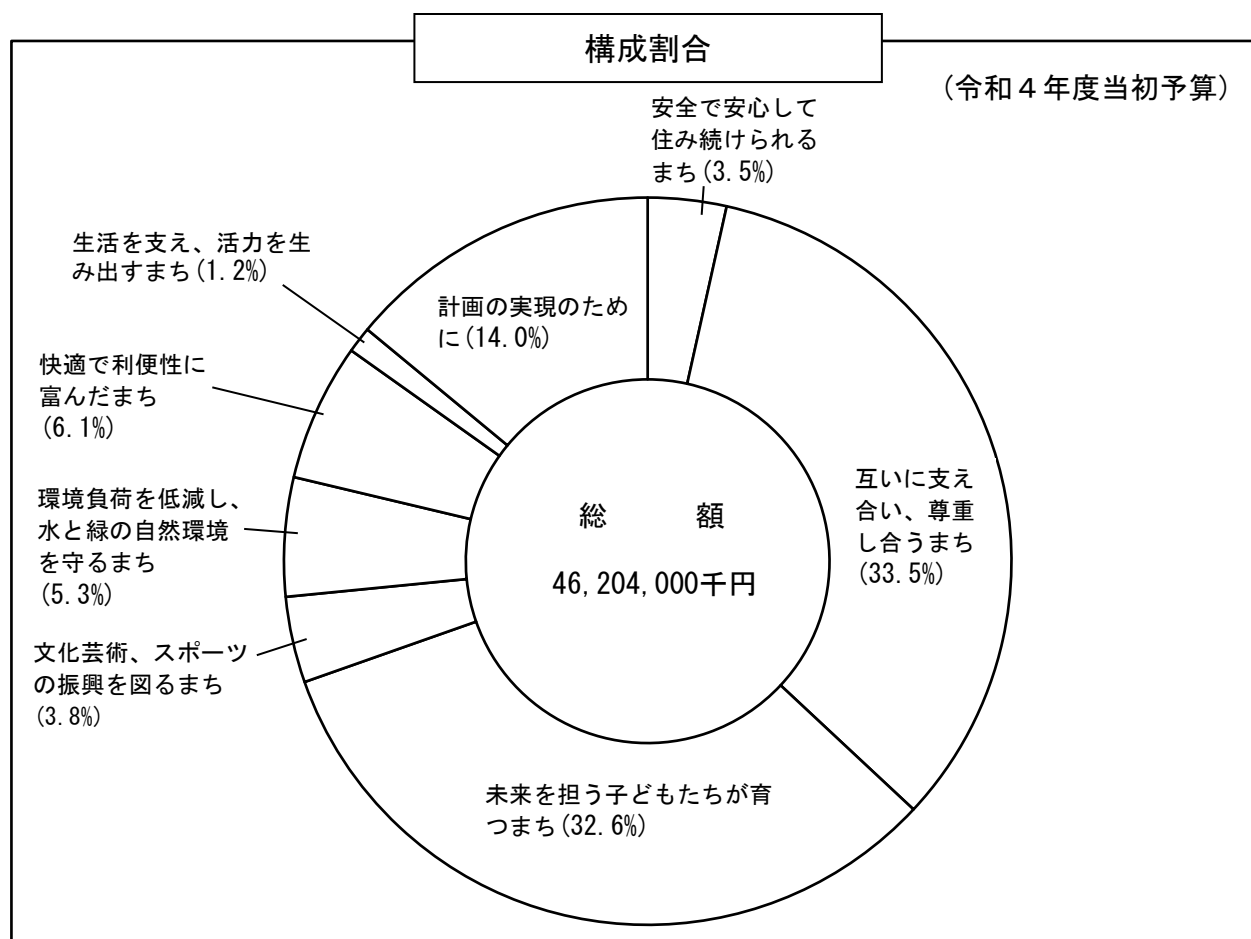 構成割合
（令和４年度当初予算）
安全で安心して
住み続けられる
まち(3.5%)
互いに支え
合い、尊重
し合うまち
(33.5%)
未来を担う子どもたちが育
つまち(32.6%)
文化芸術、スポーツ
の振興を図るまち
(3.8%)
環境負荷を低減し、
水と緑の自然環境
を守るまち
(5.3%)
快適で利便性に
富んだまち
(6.1%)
生活を支え、活力を生
み出すまち(1.2%)
計画の実現のため
に(14.0%)
総　　額
46,204,000千円